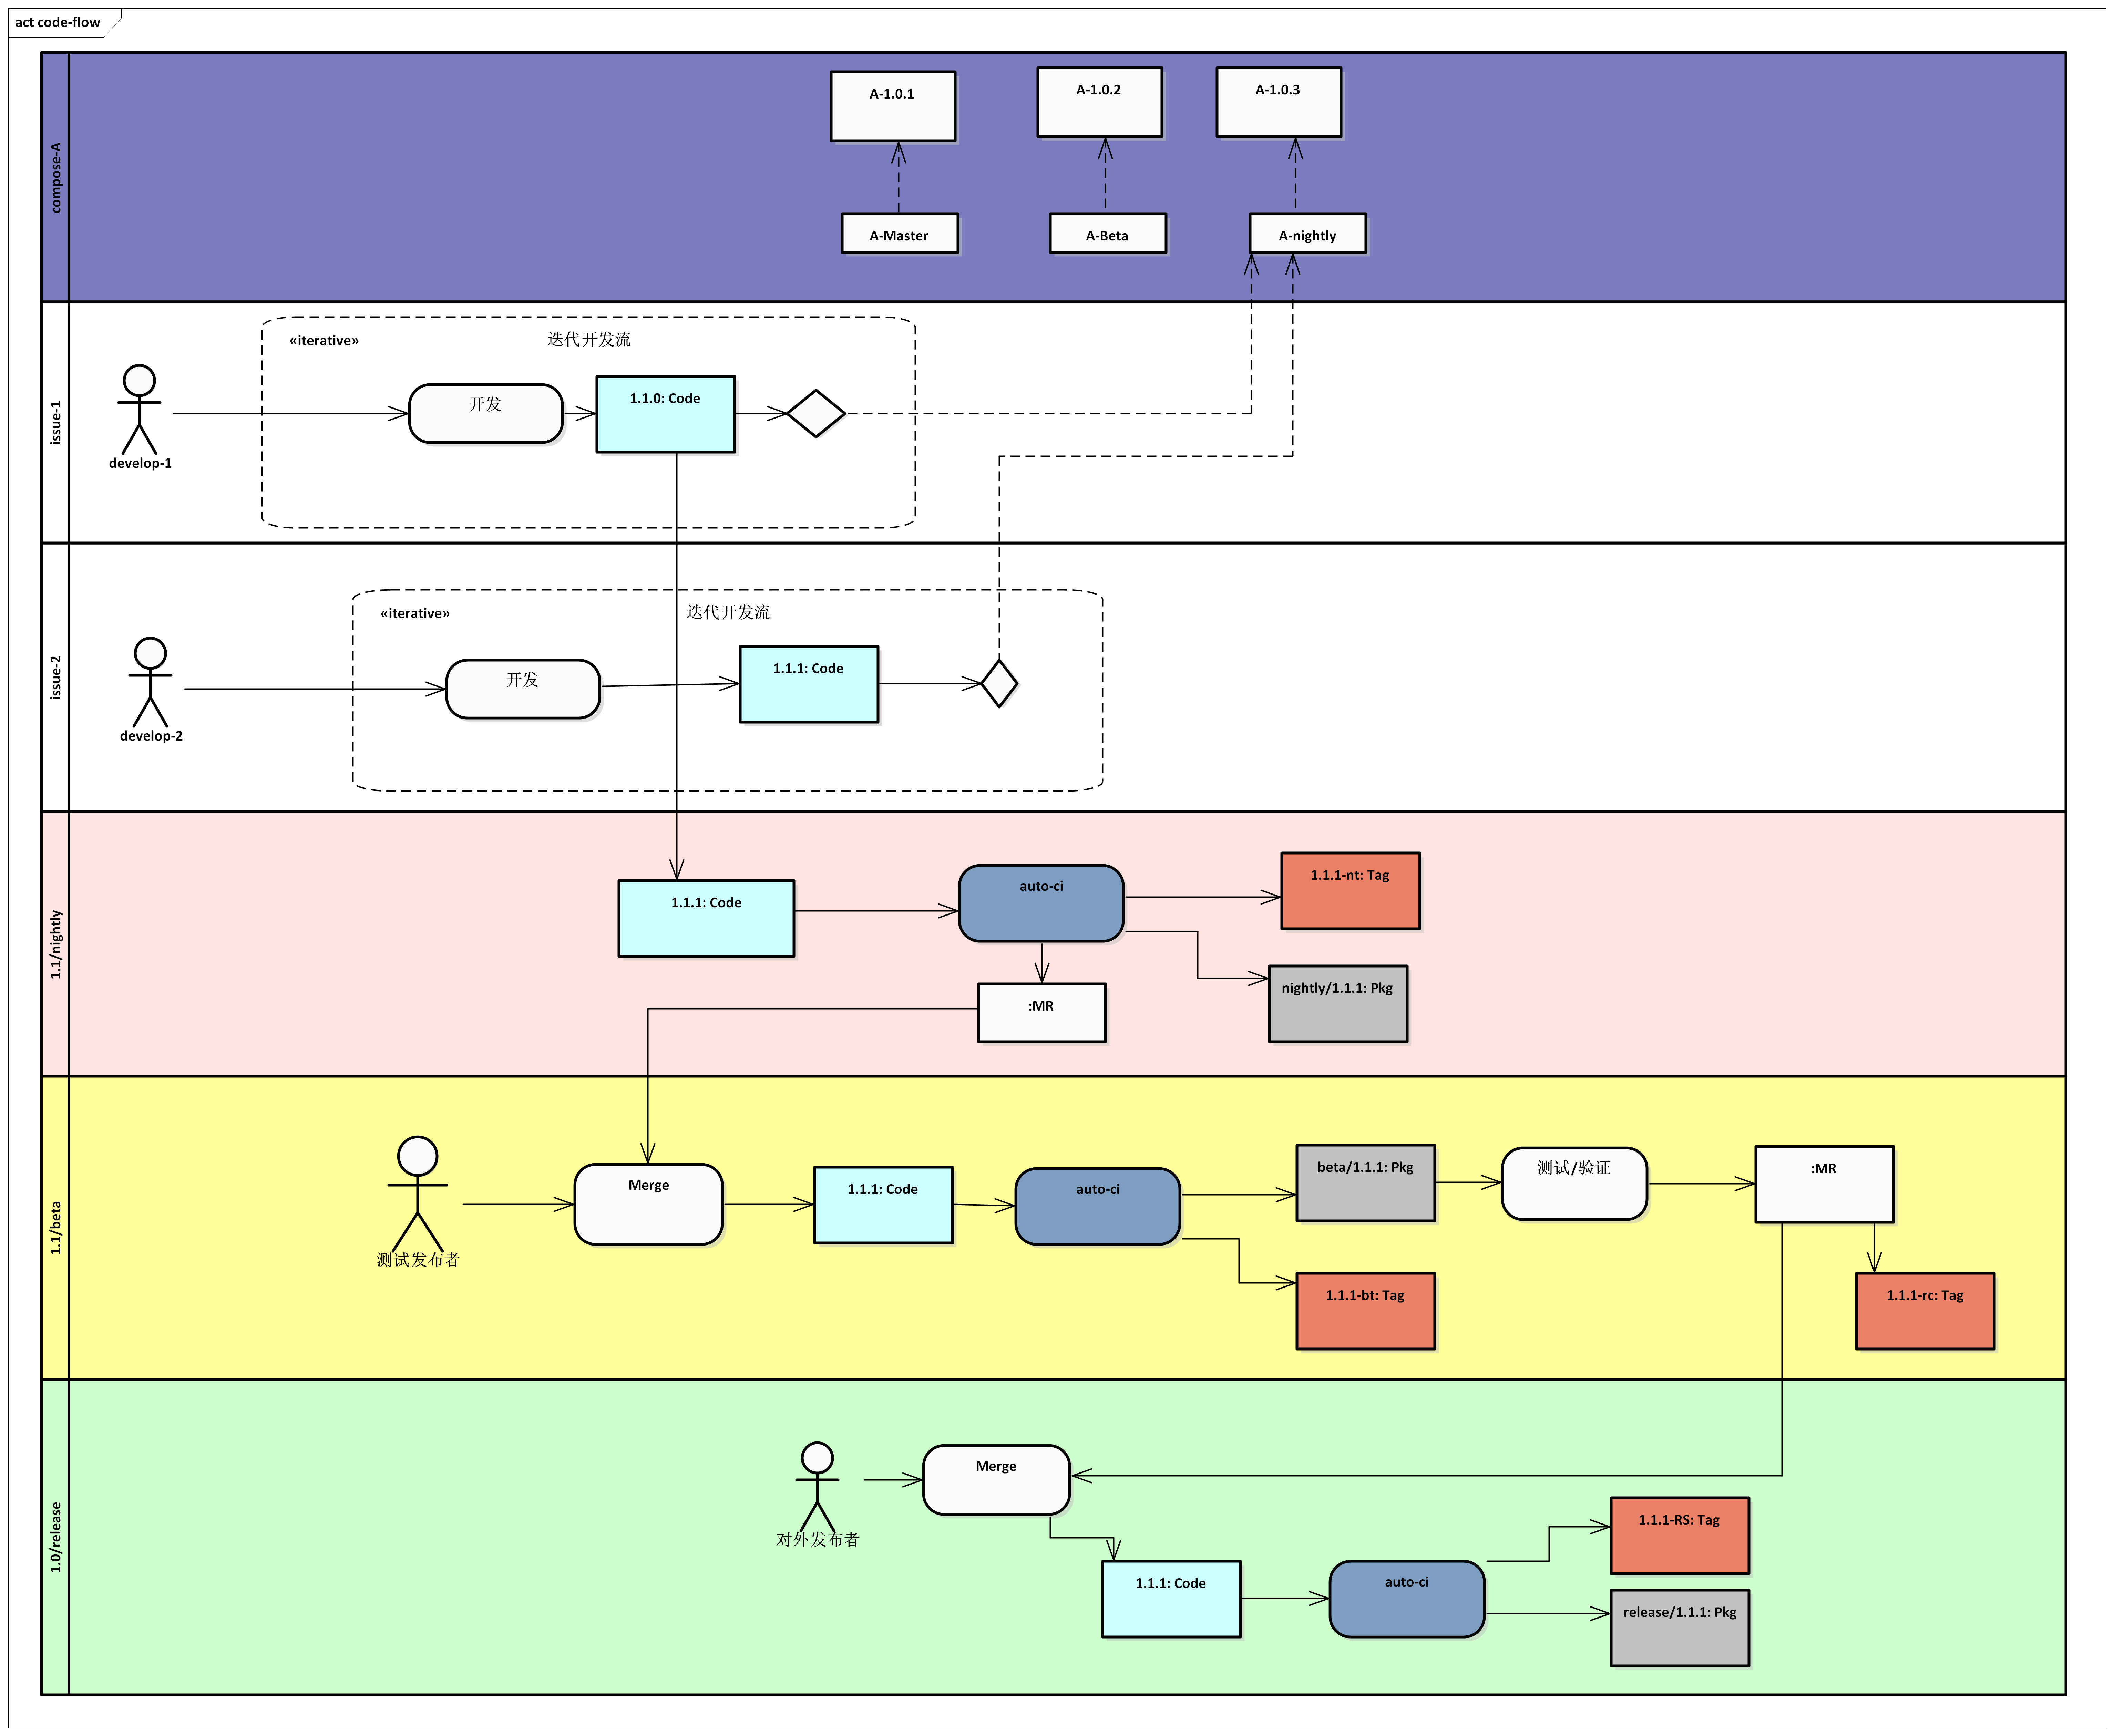 act code-flow
compose-A
A-1.0.1
A-1.0.2
A-1.0.3
A-Master
A-Beta
A-nightly
issue-1
«iterative»
迭代开发流
develop-1
开发
1.1.0: Code
issue-2
«iterative»
迭代开发流
develop-2
开发
1.1.1: Code
1.1/nightly
1.1.1: Code
auto-ci
1.1.1-nt: Tag
nightly/1.1.1: Pkg
:MR
1.1/beta
测试发布者
Merge
1.1.1: Code
auto-ci
beta/1.1.1: Pkg
测试/验证
:MR
1.1.1-bt: Tag
1.1.1-rc: Tag
1.0/release
对外发布者
Merge
1.1.1: Code
auto-ci
1.1.1-RS: Tag
release/1.1.1: Pkg